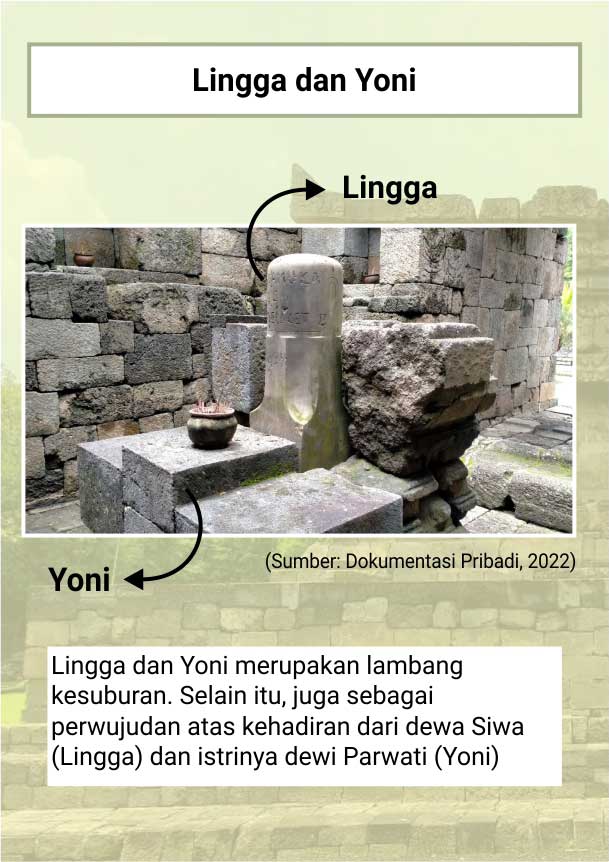 Lingga dan Yoni
Lingga
Yoni
(Sumber: Dokumentasi Pribadi, 2022)
Lingga dan Yoni merupakan lambang
kesuburan. Selain itu, juga sebagai
perwujudan atas kehadiran dari dewa Siwa
(Lingga) dan istrinya dewi Parwati (Yoni)